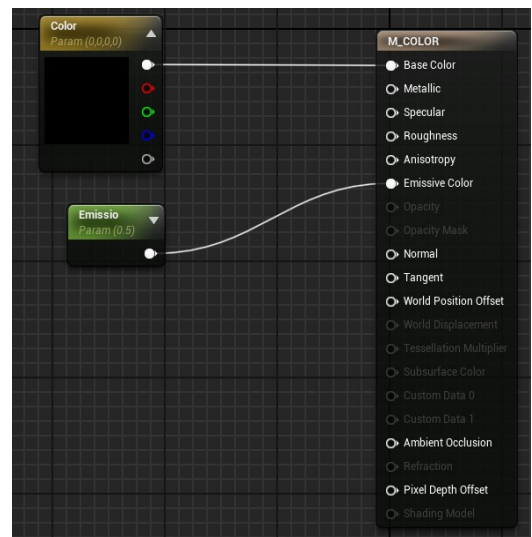 Color
Param (0,0,0,0)
Emissio
Param (0.5)
M_COLOR
Base Color
Metallic
Specular
Roughness
Anisotropy
Emissive Color
Opacity
Opacity Mask
Normal
Tangent
World Position Offset
World Displacement
Tessellation Multiplier
Subsurface Color
Custom Data 0
Custom Data 1
Ambient Occlusion
Refraction
Pixel Depth Offset
Shading Model